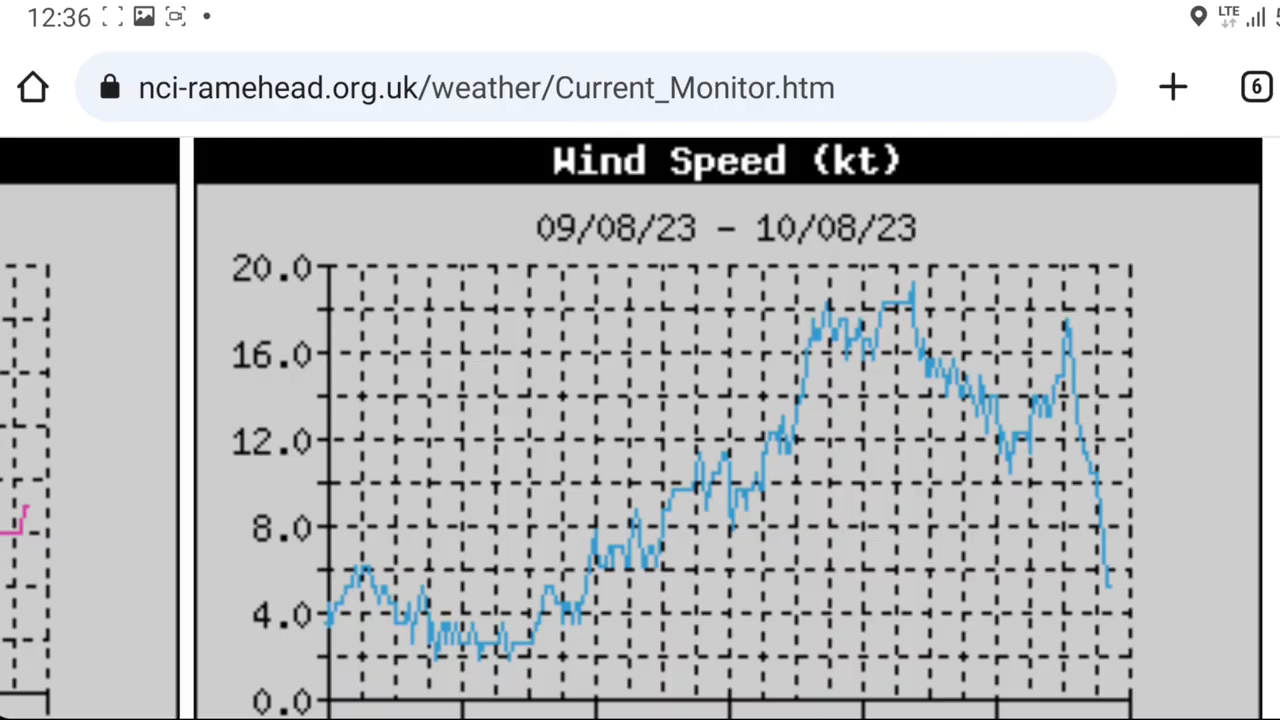 12:36
LTE
nci-ramehead.org.uk/weather/Current_Monitor.htm
6
Wind Speed (kt)
09/08/23 - 10/08/23
20.0
16.0
12.0
8.0
4.0
0.0